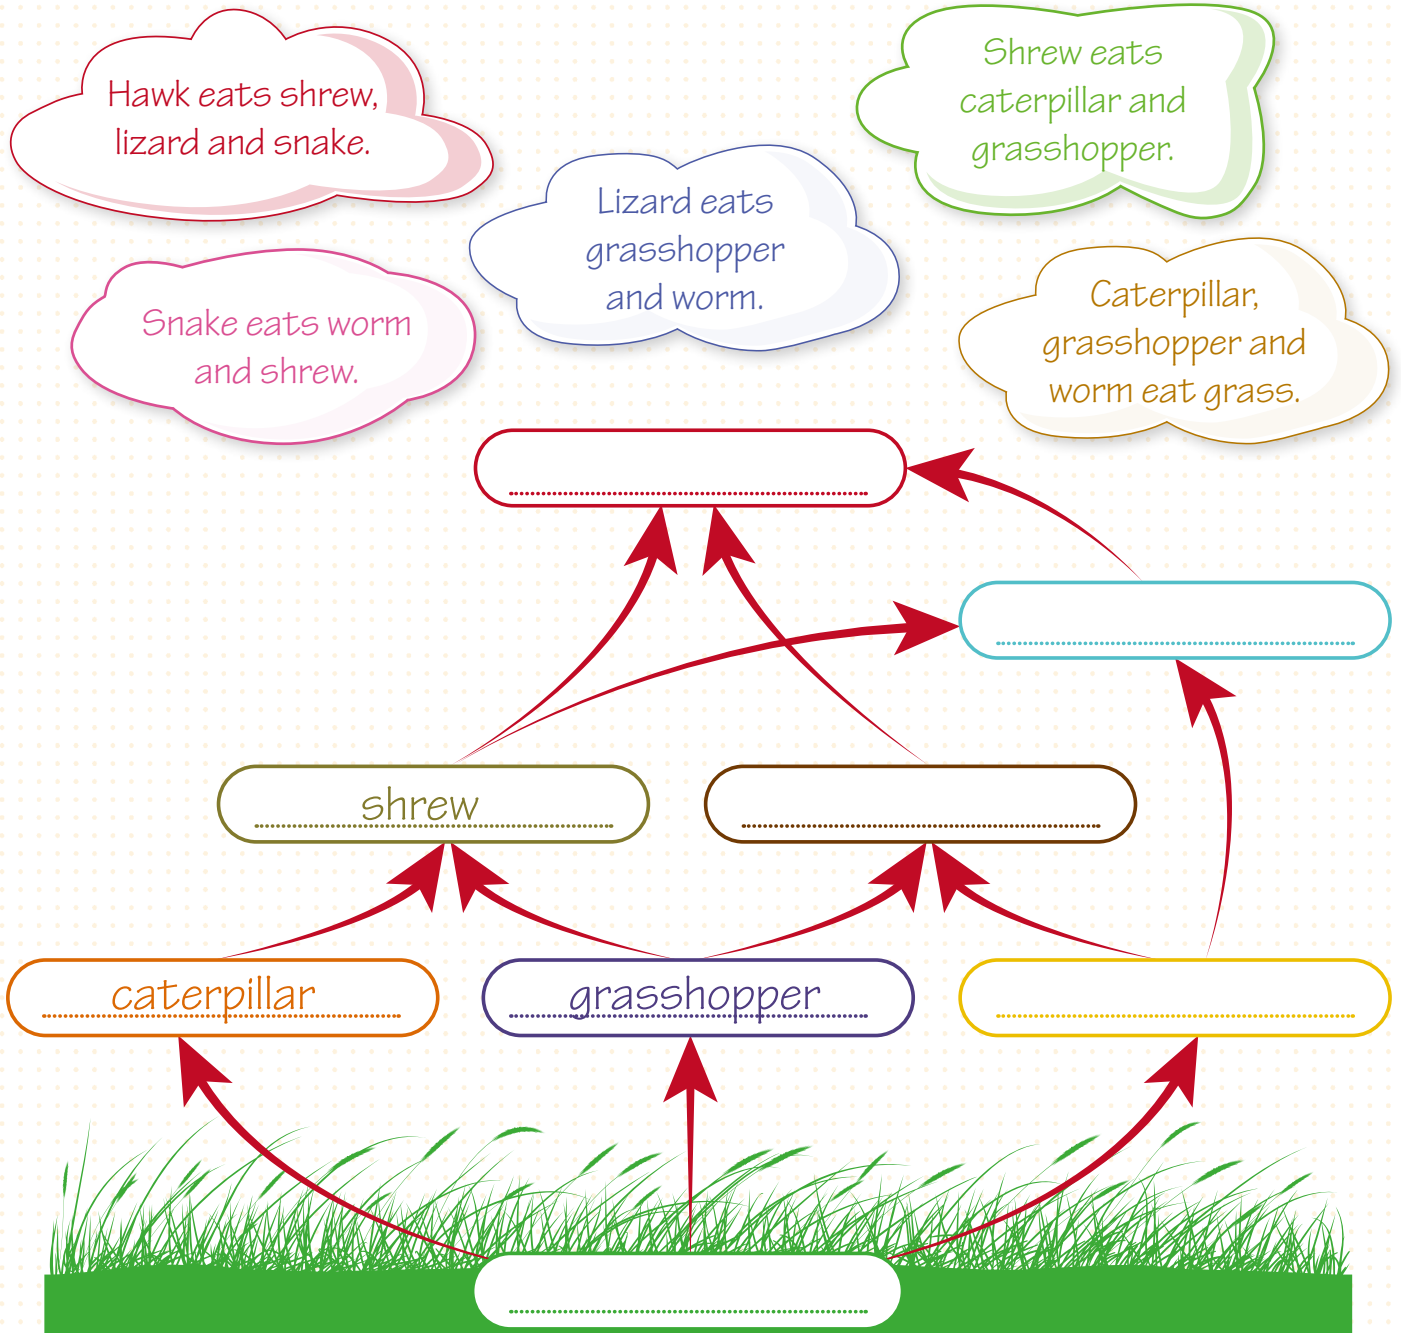 Hawk eats shrew,
lizard and snake.
Shrew eats
caterpillar and
grasshopper.
Lizard eats
grasshopper
and worm.
Snake eats worm
and shrew.
Caterpillar,
grasshopper and
worm eat grass.
shrew
caterpillar
grasshopper